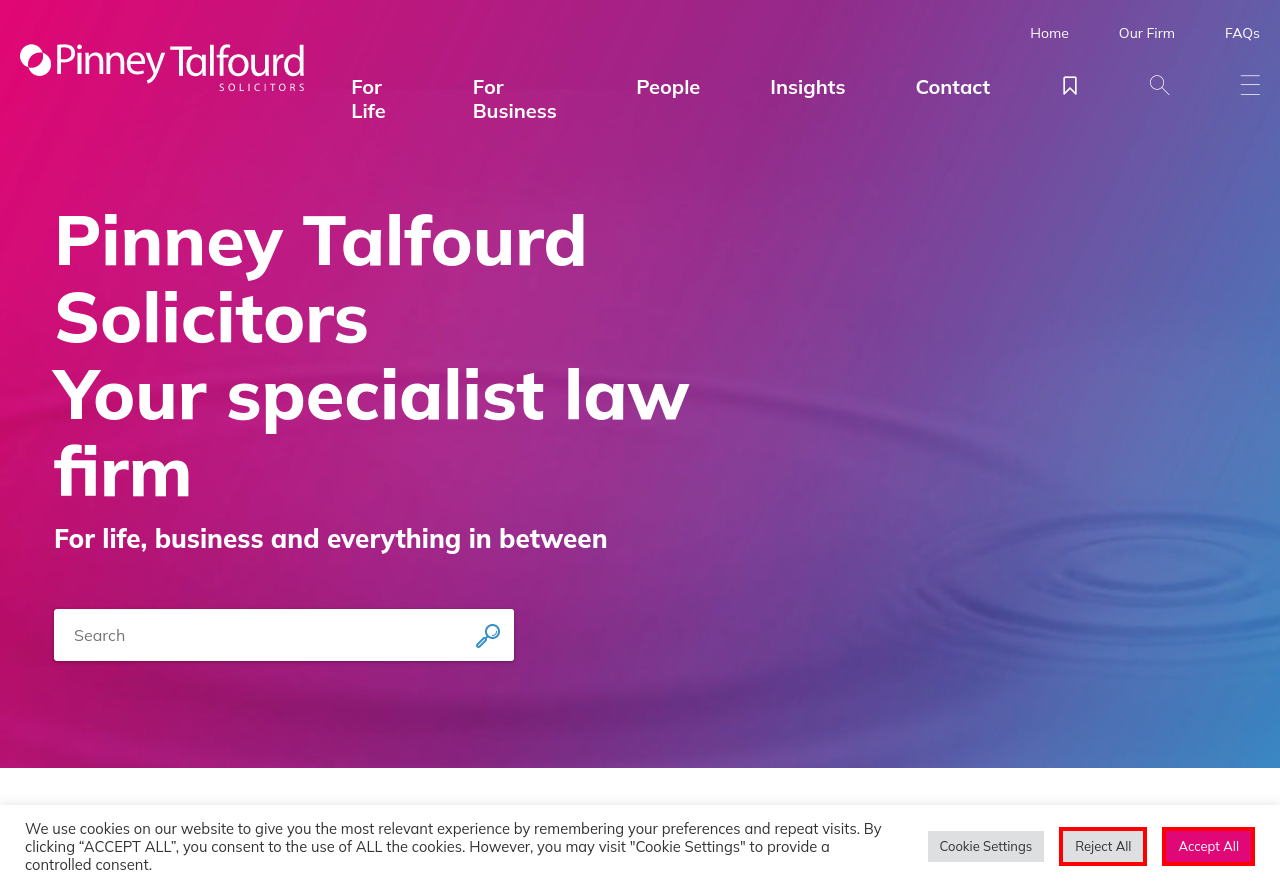 Home Our Firm FAQs
Pinney Talfourd
SOLICITORS
For Life
For Business
People
Insights
Contact
Pinney Talfourd
Solicitors
Your specialist law
firm
For life, business and everything in between
Search
We use cookies on our website to give you the most relevant experience by remembering your preferences and repeat visits. By
clicking “ACCEPT ALL”, you consent to the use of ALL the cookies. However, you may visit "Cookie Settings" to provide a
controlled consent.
Cookie Settings
Reject All
Accept All